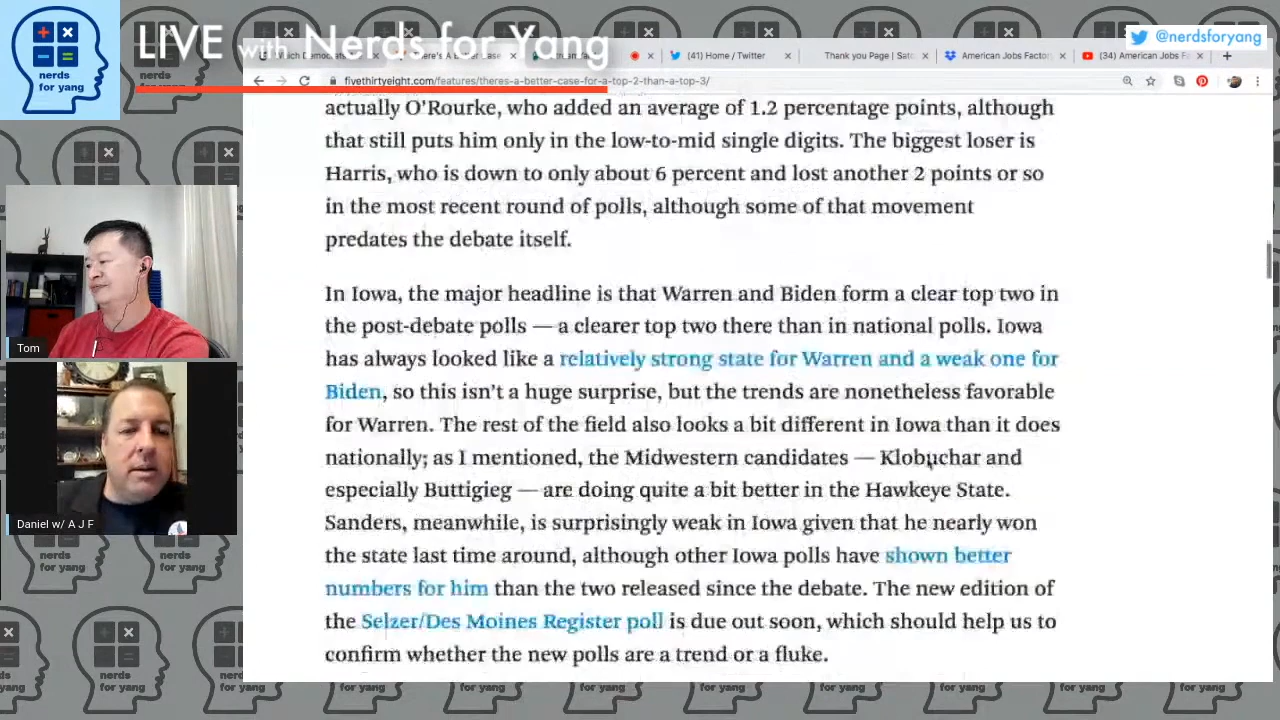 nerds
for yang
LIVE with Nerds for Yang
@nerdsforyang
(41) Home / Twitter
Thank you Page | Sat
American Jobs Facto
(34) American Jobs F
fivethirtyeight.com/features/theres-a-better-case-for-a-top-2-than-a-top-3/
actually O'Rourke, who added an average of 1.2 percentage points, although
that still puts him only in the low-to-mid single digits. The biggest loser is
Harris, who is down to only about 6 percent and lost another 2 points or so
in the most recent round of polls, although some of that movement
predates the debate itself.
In Iowa, the major headline is that Warren and Biden form a clear top two in
the post-debate polls — a clearer top two there than in national polls. Iowa
has always looked like a relatively strong state for Warren and a weak one for
Biden, so this isn't a huge surprise, but the trends are nonetheless favorable
for Warren. The rest of the field also looks a bit different in Iowa than it does
nationally; as I mentioned, the Midwestern candidates — Klobuchar and
especially Buttigieg — are doing quite a bit better in the Hawkeye State.
Sanders, meanwhile, is surprisingly weak in Iowa given that he nearly won
the state last time around, although other Iowa polls have shown better
numbers for him than the two released since the debate. The new edition of
the Selzer/Des Moines Register poll is due out soon, which should help us to
confirm whether the new polls are a trend or a fluke.
Tom
Daniel w/ A J F
nerds
for yang